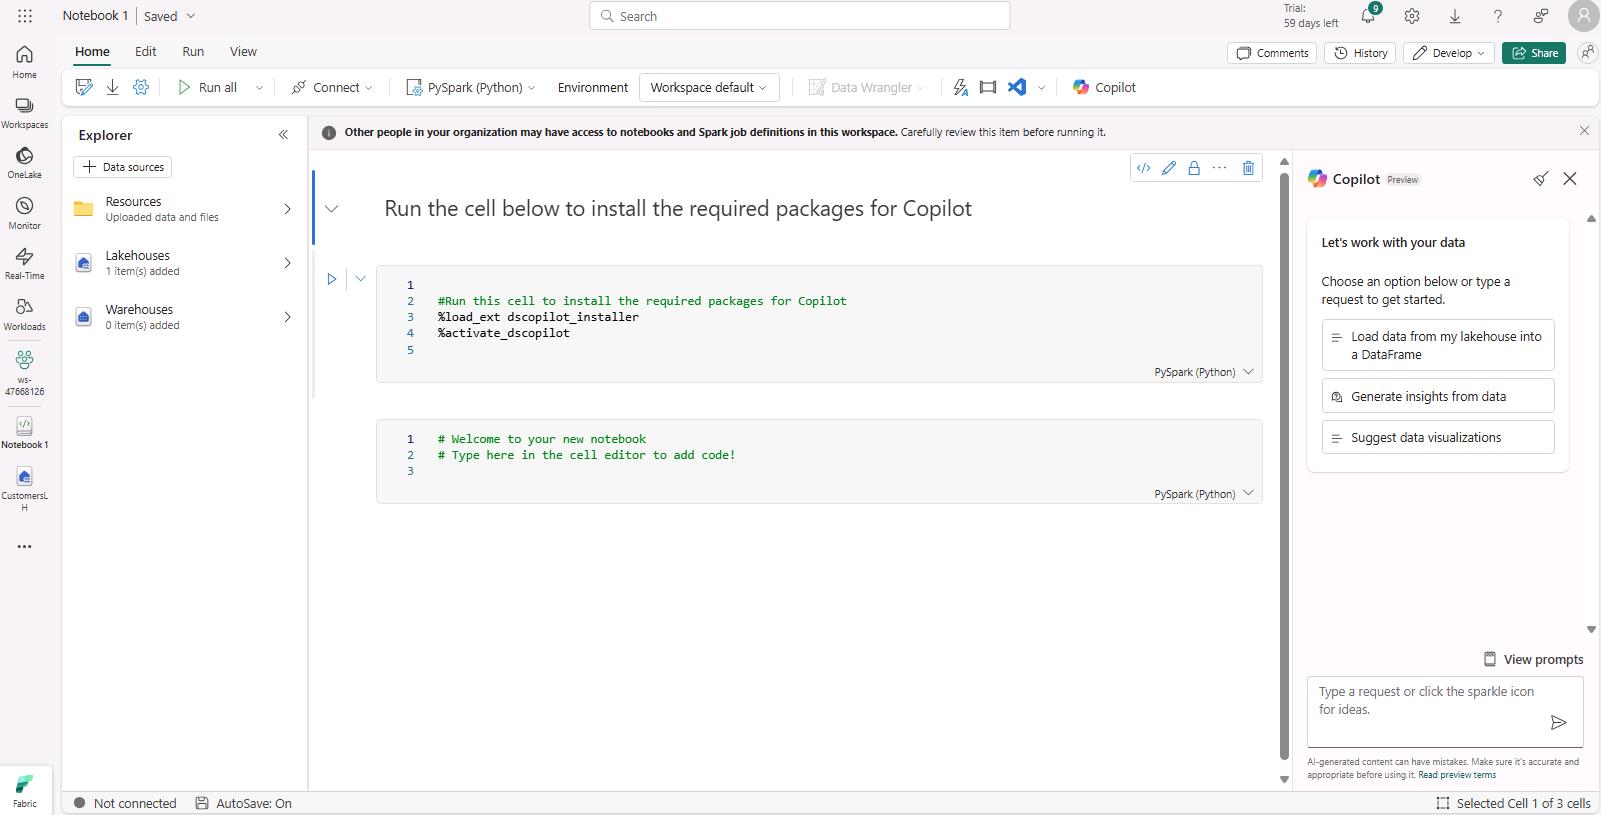 Notebook 1 | Saved
Search
Trial:
59 days left
9
Home
Edit
Run
View
Comments
History
Develop
Share
Run all
Connect
PySpark (Python)
Environment
Workspace default
Data Wrangler
Copilot
Home
Workspaces
OneLake
Monitor
Real-Time
Workloads
ws-
47668126
Notebook 1
CustomersL
H
Fabric
Explorer
Data sources
Resources
Uploaded data and files
Lakehouses
1 item(s) added
Warehouses
0 item(s) added
Other people in your organization may have access to notebooks and Spark job definitions in this workspace. Carefully review this item before running it.
Run the cell below to install the required packages for Copilot
1
2 #Run this cell to install the required packages for Copilot
3 %load_ext dscopilot_installer
4 %activate_dscopilot
5
PySpark (Python)
1 # Welcome to your new notebook
2 # Type here in the cell editor to add code!
3
PySpark (Python)
Copilot Preview
Let's work with your data
Choose an option below or type a
request to get started.
Load data from my lakehouse into
a DataFrame
Generate insights from data
Suggest data visualizations
View prompts
Type a request or click the sparkle icon
for ideas.
AI-generated content can have mistakes. Make sure it's accurate and
appropriate before using it. Read preview terms
Not connected
AutoSave: On
Selected Cell 1 of 3 cells